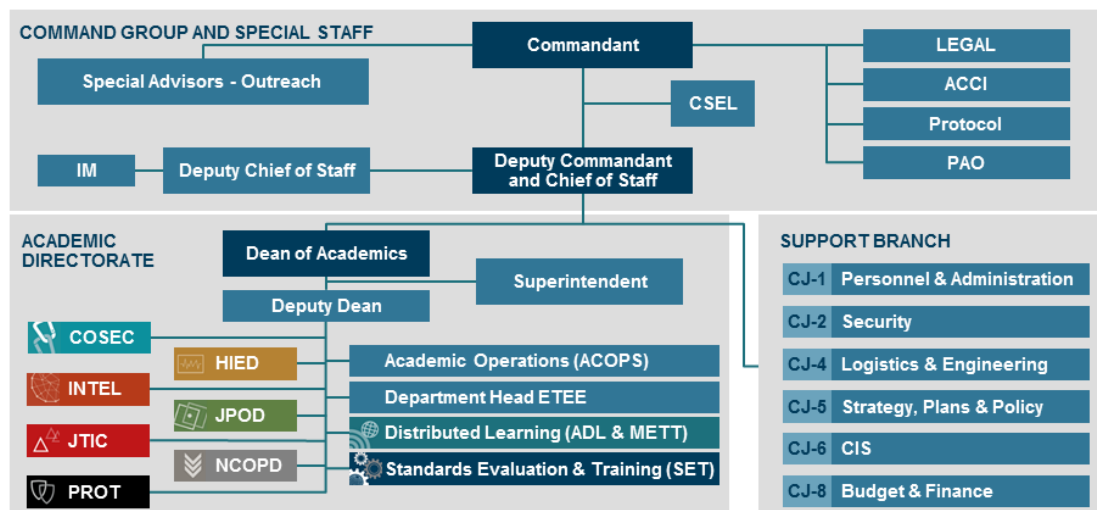 COMMAND GROUP AND SPECIAL STAFF
Commandant
LEGAL
Special Advisors - Outreach
ACCI
CSEL
Protocol
IM
Deputy Chief of Staff
Deputy Commandant
and Chief of Staff
PAO
ACADEMIC
DIRECTORATE
Dean of Academics
Superintendent
Deputy Dean
COSEC
HIED
INTEL
JPOD
JTIC
NCOPD
PROT
Academic Operations (ACOPS)
Department Head ETEE
Distributed Learning (ADL & METT)
Standards Evaluation & Training (SET)
SUPPORT BRANCH
CJ-1 Personnel & Administration
CJ-2 Security
CJ-4 Logistics & Engineering
CJ-5 Strategy, Plans & Policy
CJ-6 CIS
CJ-8 Budget & Finance